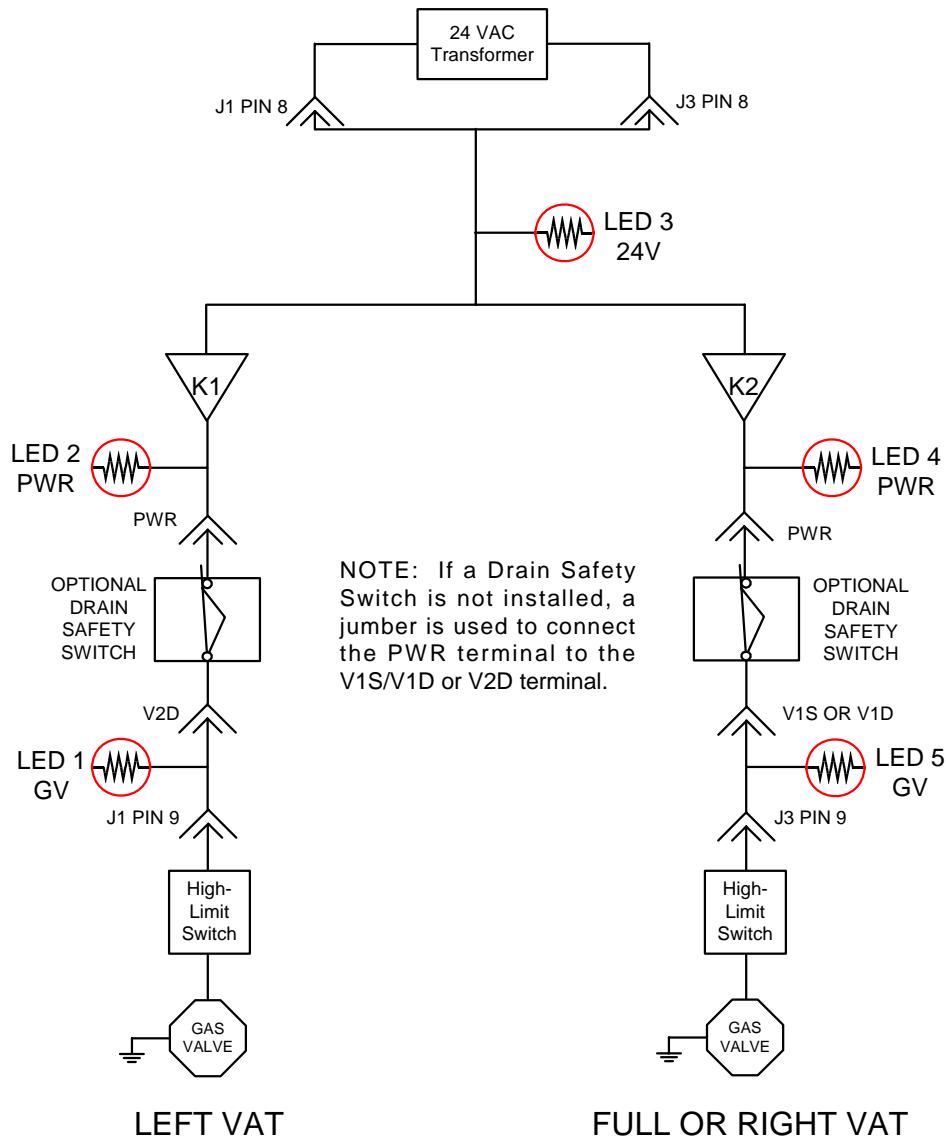 24 VAC
Transformer
J1 PIN 8
J3 PIN 8
LED 3
24V
K1
K2
LED 2
PWR
LED 4
PWR
PWR
PWR
OPTIONAL
DRAIN
SAFETY
SWITCH
NOTE: If a Drain Safety
Switch is not installed, a
jumber is used to connect
the PWR terminal to the
V1S/V1D or V2D terminal.
OPTIONAL
DRAIN
SAFETY
SWITCH
V2D
V1S OR V1D
LED 1
GV
LED 5
GV
J1 PIN 9
J3 PIN 9
High-
Limit
Switch
High-
Limit
Switch
GAS
VALVE
GAS
VALVE
LEFT VAT
FULL OR RIGHT VAT